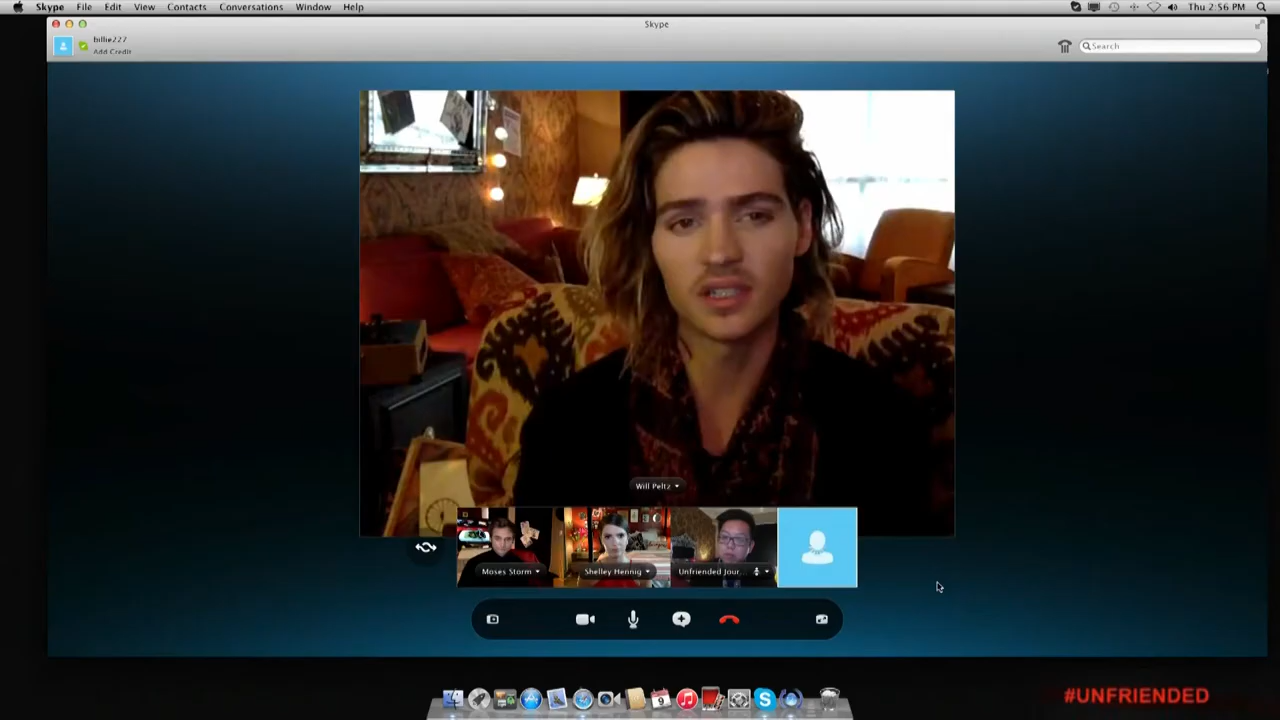 Skype File Edit View Contacts Conversations Window Help Thu 2:56 PM
Skype
billie227
Add Credit
Search
Will Peltz
Moses Storm Shelley Hennig Unfriended Jour...
9
#UNFRIENDED